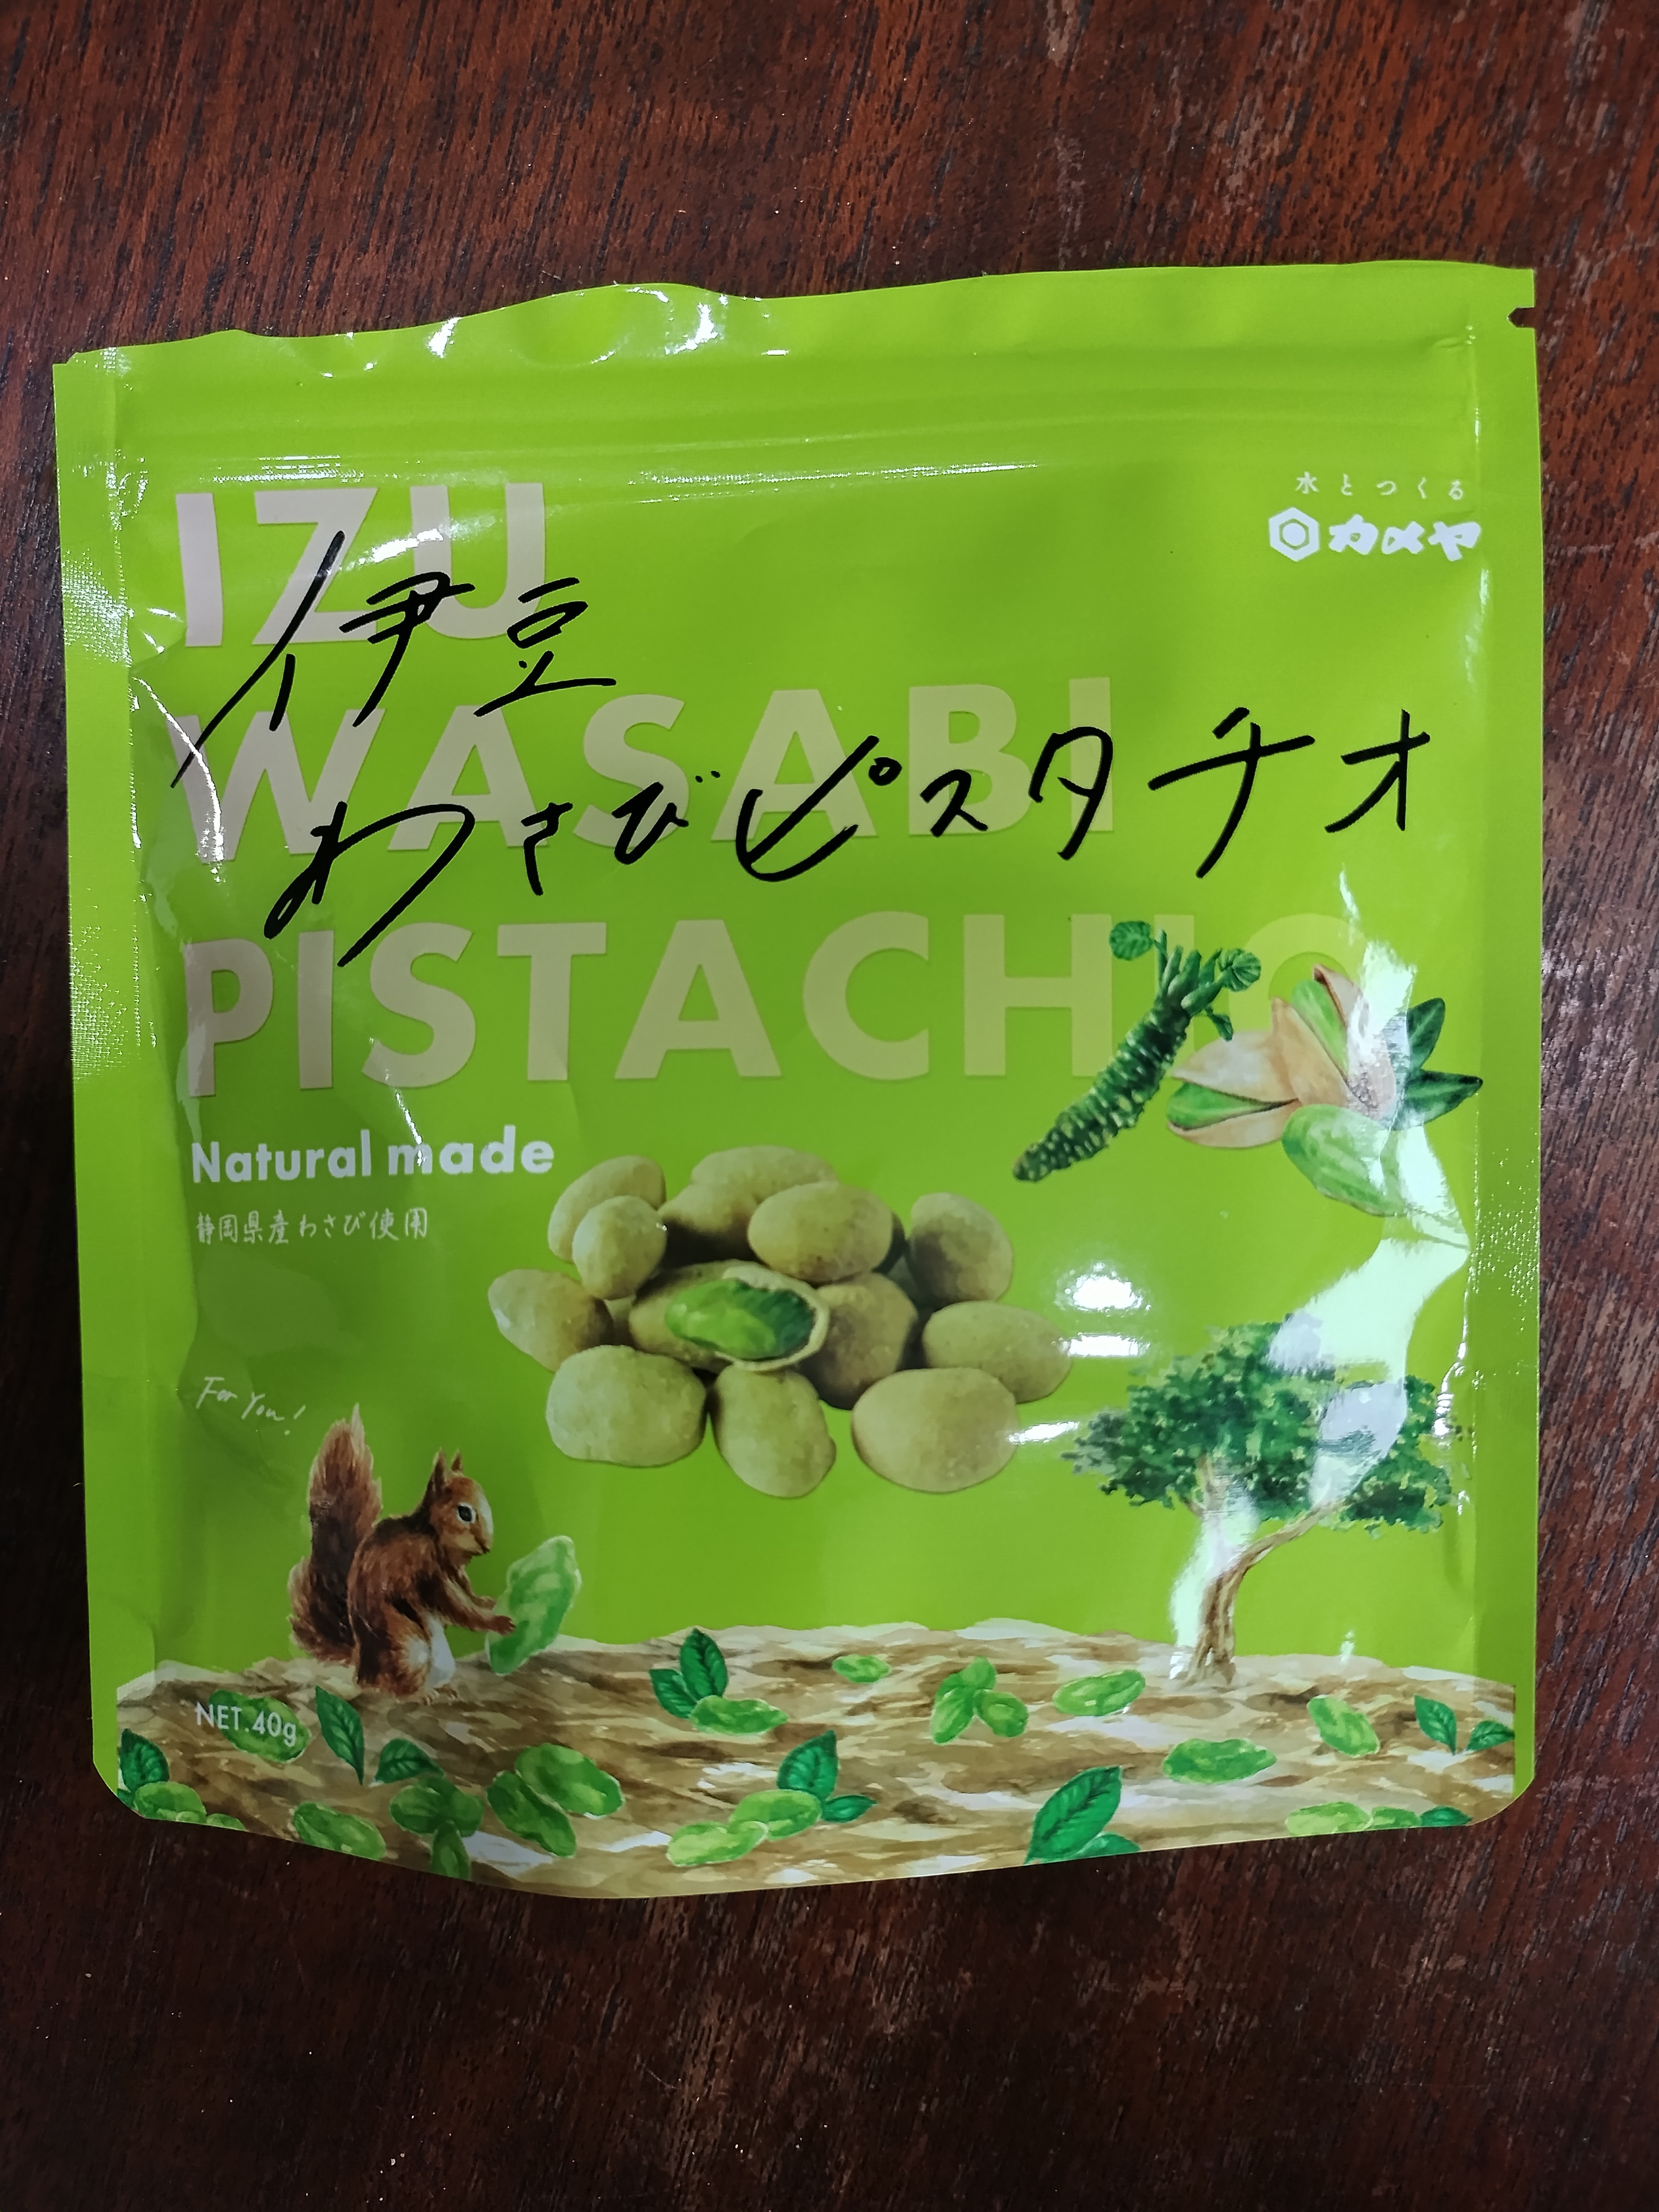 水とつくる
カメヤ
IZU
伊豆
WASABI
わさびピスタチオ
PISTACHIO
Natural made
静岡県産わさび使用
For You!
NET.40g